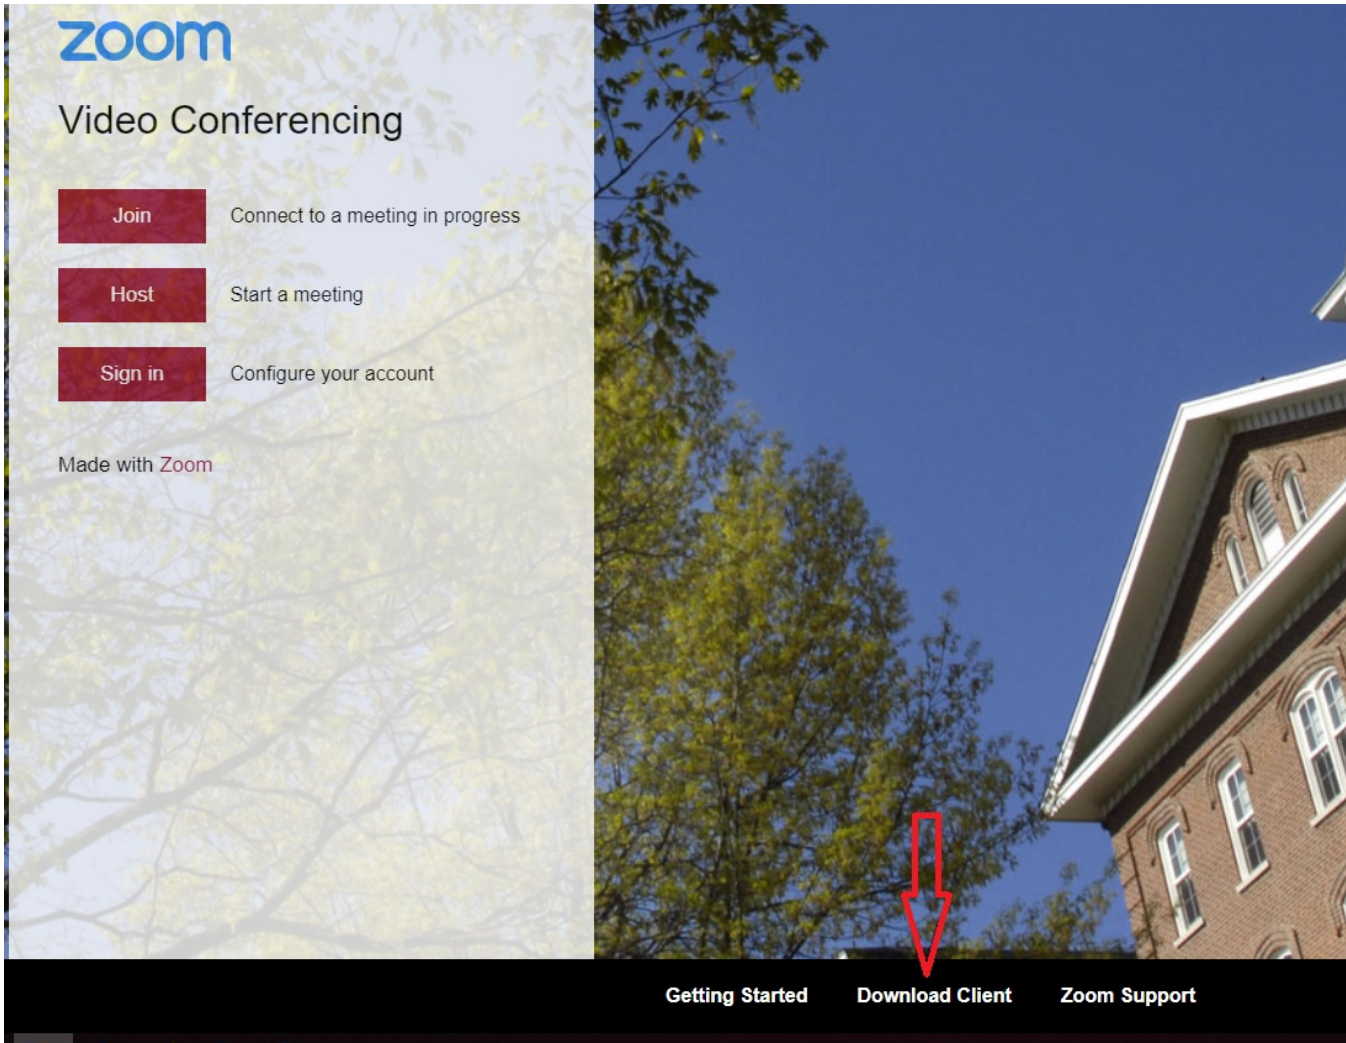 zoom
Video Conferencing
Join Connect to a meeting in progress
Host Start a meeting
Sign in Configure your account
Made with Zoom
Getting Started Download Client Zoom Support